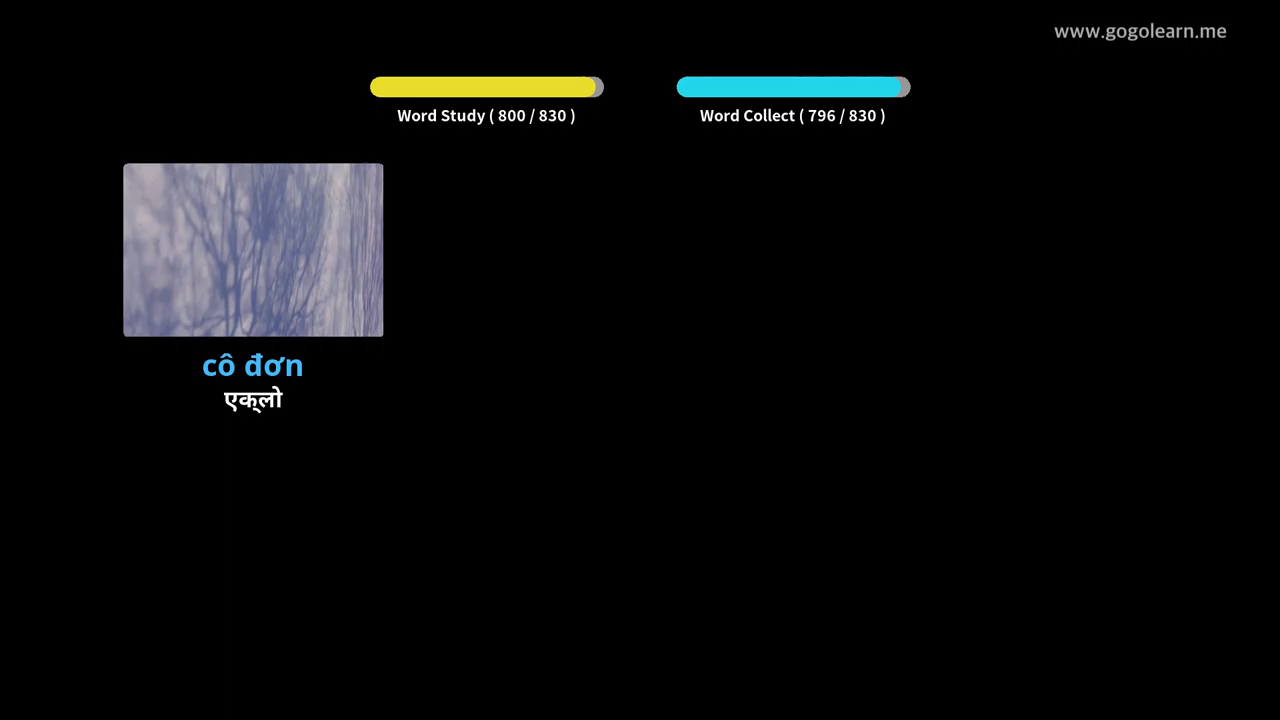 www.gogolearn.me
Word Study ( 800 / 830 )
Word Collect ( 796 / 830 )
cô đơn
एक्लो